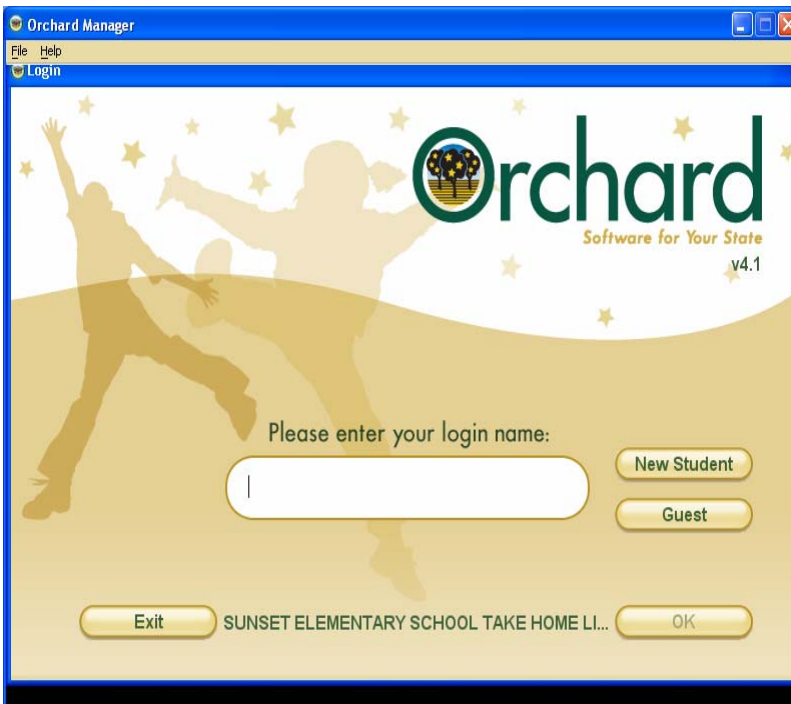 Orchard Manager
File Help
Login
Orchard
Software for Your State
v4.1
Please enter your login name:
New Student
Guest
Exit
SUNSET ELEMENTARY SCHOOL TAKE HOME LI...
OK